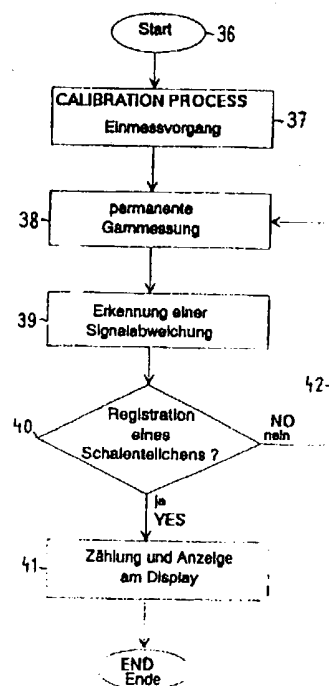 Start
36
CALIBRATION PROCESS
Einmessvorgang
37
38
permanente
Garnmessung
39
Erkennung einer
Signalabweichung
40
Registration
eines
Schalenteilchens ?
42
NO
nein
ja
YES
41
Zählung und Anzeige
am Display
END
Ende